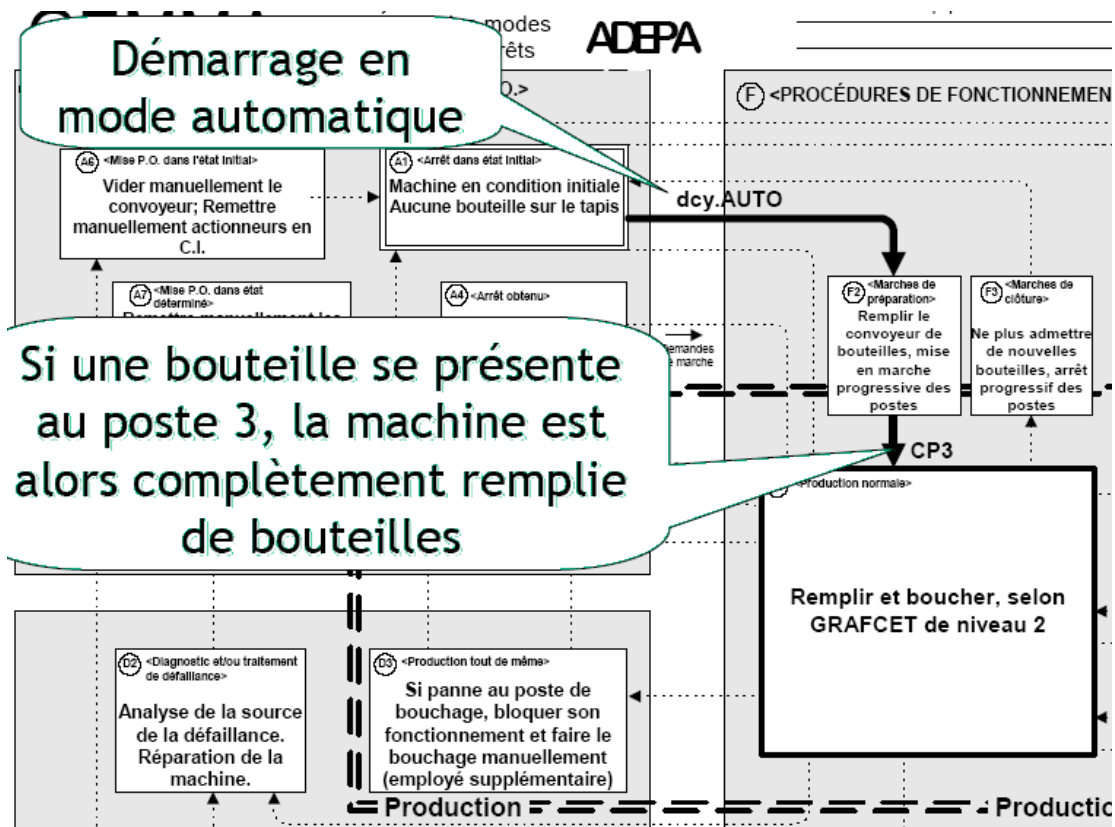 modes
ADEPA
êts
Démarrage en
mode automatique
.O.>
F <PROCÉDURES DE FONCTIONNEMEN
A6 <Mise P.O. dans l'état Initial>
Vider manuellement le
convoyeur; Remettre
manuellement actionneurs en
C.I.
A1 <Arrêt dans état Initial>
Machine en condition initiale
Aucune bouteille sur le tapis
dcy.AUTO
A7 <Mise P.O. dans état
déterminé>
A4 <Arrêt obtenu>
F2 <Marches de
préparation>
Remplir le
convoyeur de
bouteilles, mise
en marche
progressive des
postes
F3 <Marches de
clôture>
Ne plus admettre
de nouvelles
bouteilles, arrêt
progressif des
postes
emandes
e marche
Si une bouteille se présente
au poste 3, la machine est
alors complètement remplie
de bouteilles
CP3
<Production normale>
Remplir et boucher, selon
GRAFCET de niveau 2
D2 <Diagnostic et/ou traitement
de défaillance>
Analyse de la source
de la défaillance.
Réparation de la
machine.
D3 <Production tout de même>
Si panne au poste de
bouchage, bloquer son
fonctionnement et faire le
bouchage manuellement
(employé supplémentaire)
Production
Productio